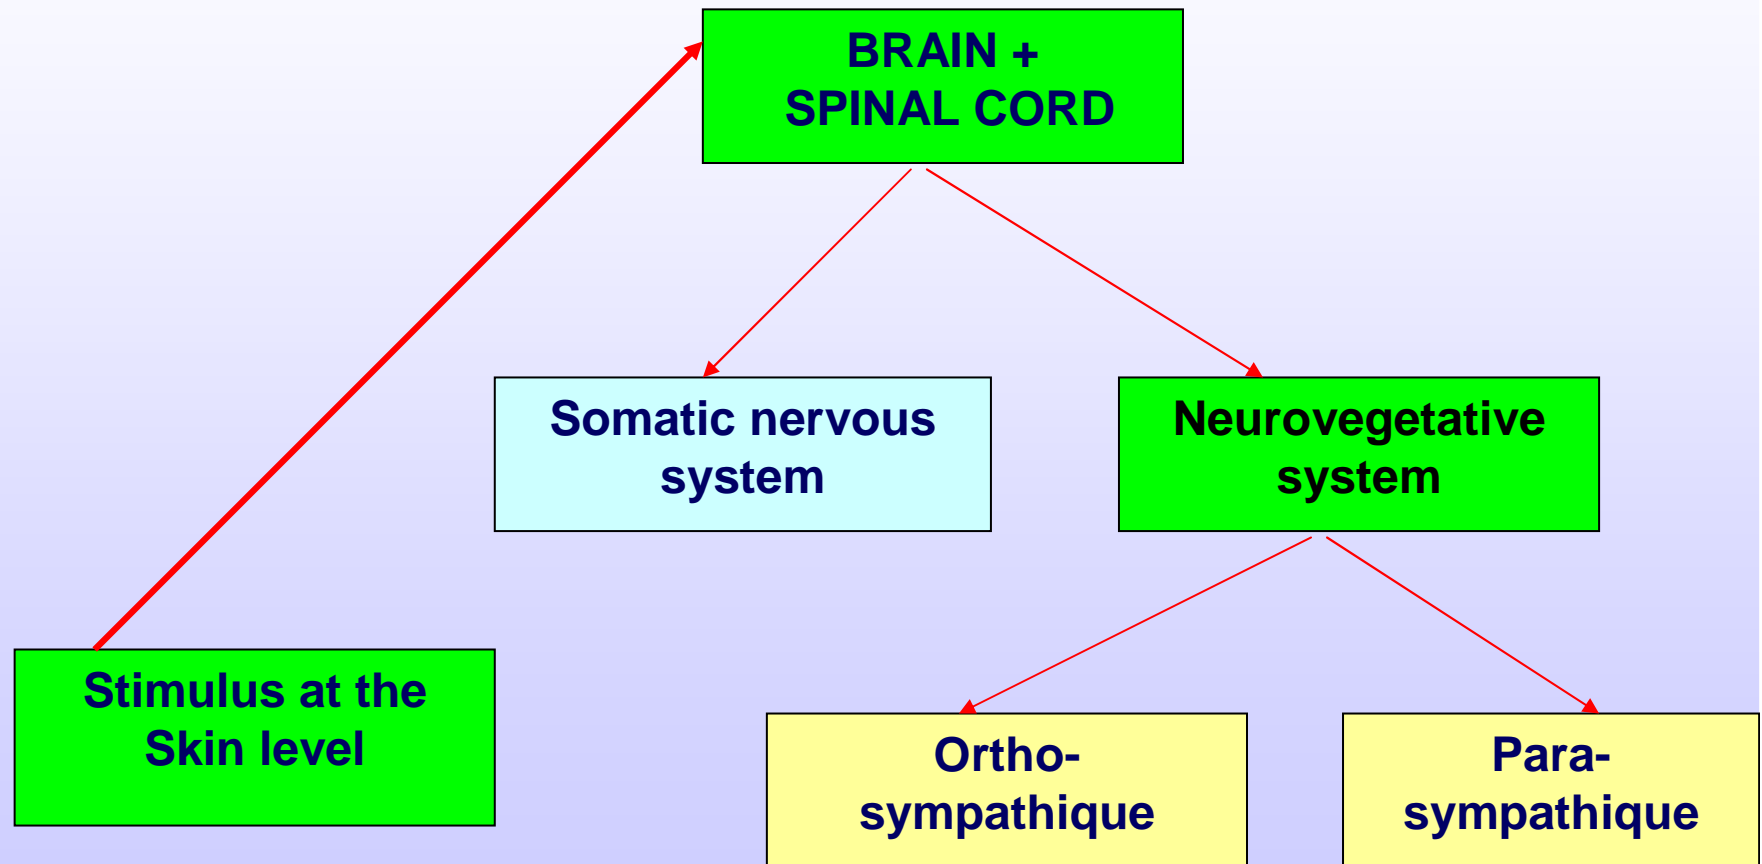 BRAIN +
SPINAL CORD
Somatic nervous
system
Neurovegetative
system
Stimulus at the
Skin level
Ortho-
sympathique
Para-
sympathique